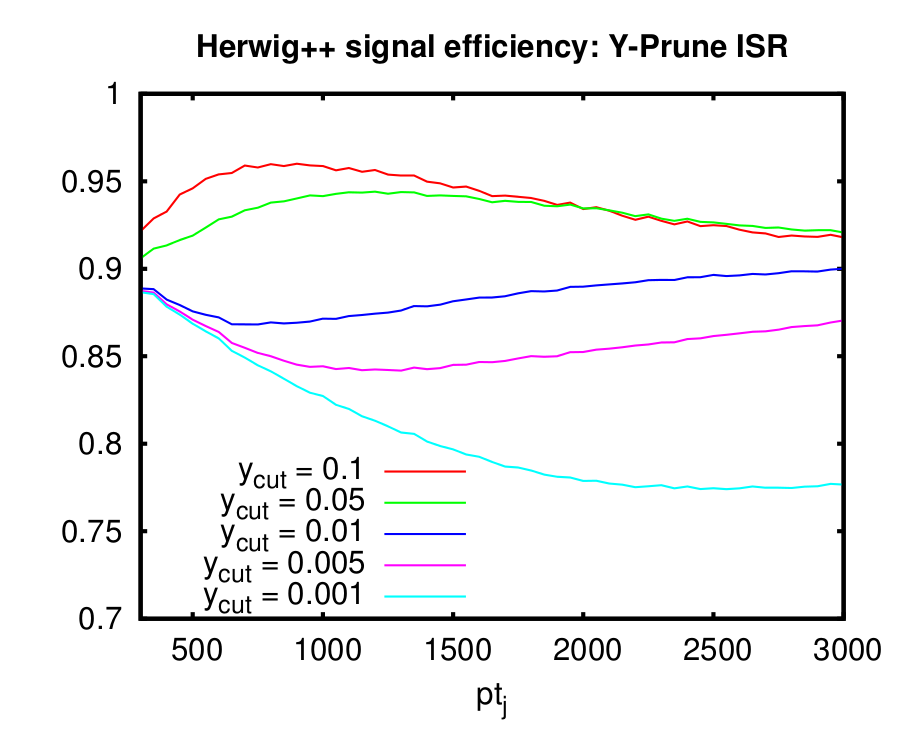 Herwig++ signal efficiency: Y-Prune ISR
1
0.95
0.9
0.85
0.8
0.75
0.7
y_cut = 0.1
y_cut = 0.05
y_cut = 0.01
y_cut = 0.005
y_cut = 0.001
500 1000 1500 2000 2500 3000
pt_j